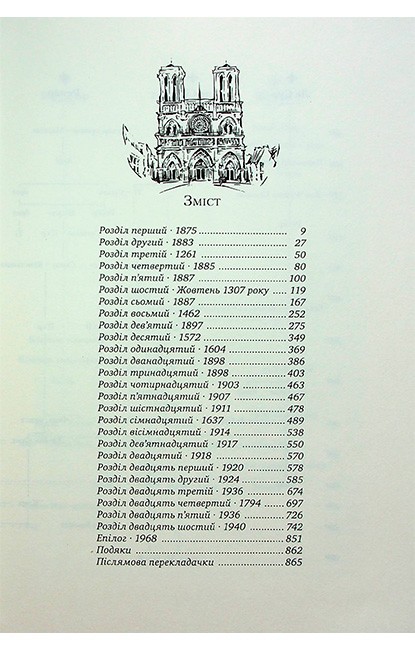 Зміст
Розділ перший · 1875 9
Розділ другий · 1883 27
Розділ третій · 1261 50
Розділ четвертий · 1885 80
Розділ п'ятий · 1887 100
Розділ шостий · Жовтень 1307 року 119
Розділ сьомий · 1887 167
Розділ восьмий · 1462 252
Розділ дев'ятий · 1897 275
Розділ десятий · 1572 349
Розділ одинадцятий · 1604 369
Розділ дванадцятий · 1898 386
Розділ тринадцятий · 1898 403
Розділ чотирнадцятий · 1903 463
Розділ п'ятнадцятий · 1907 467
Розділ шістнадцятий · 1911 478
Розділ сімнадцятий · 1637 489
Розділ вісімнадцятий · 1914 538
Розділ дев'ятнадцятий · 1917 550
Розділ двадцятий · 1918 570
Розділ двадцять перший · 1920 578
Розділ двадцять другий · 1924 585
Розділ двадцять третій · 1936 674
Розділ двадцять четвертий · 1794 697
Розділ двадцять п'ятий · 1936 726
Розділ двадцять шостий · 1940 742
Епілог · 1968 851
Подяки 862
Післямова перекладачки 865